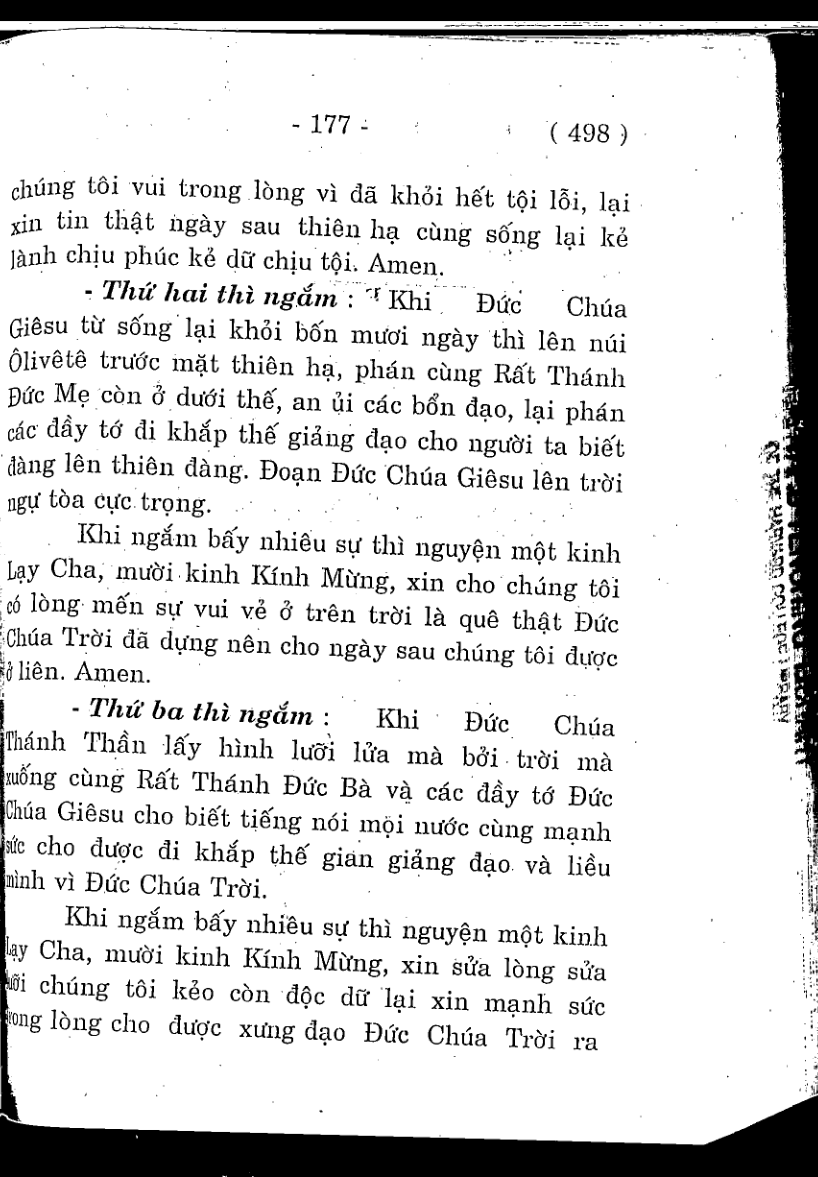 - 177 - ( 498 )
chúng tôi vui trong lòng vì đã khỏi hết tội lỗi, lại
xin tin thật ngày sau thiên hạ cùng sống lại kẻ
lành chịu phúc kẻ dữ chịu tội. Amen.
- Thứ hai thì ngắm : Khi Đức Chúa
Giêsu từ sống lại khỏi bốn mươi ngày thì lên núi
Ôlivêtê trước mặt thiên hạ, phán cùng Rất Thánh
Đức Mẹ còn ở dưới thế, an ủi các bổn đạo, lại phán
các đầy tớ đi khắp thế giảng đạo cho người ta biết
đàng lên thiên đàng. Đoạn Đức Chúa Giêsu lên trời
ngự tòa cực trọng.
Khi ngắm bấy nhiêu sự thì nguyện một kinh
Lạy Cha, mười kinh Kính Mừng, xin cho chúng tôi
có lòng mến sự vui vẻ ở trên trời là quê thật Đức
Chúa Trời đã dựng nên cho ngày sau chúng tôi được
ở liên. Amen.
- Thứ ba thì ngắm : Khi Đức Chúa
Thánh Thần lấy hình lưỡi lửa mà bởi trời mà
xuống cùng Rất Thánh Đức Bà và các đầy tớ Đức
Chúa Giêsu cho biết tiếng nói mọi nước cùng mạnh
sức cho được đi khắp thế gian giảng đạo và liều
mình vì Đức Chúa Trời.
Khi ngắm bấy nhiêu sự thì nguyện một kinh
Lạy Cha, mười kinh Kính Mừng, xin sửa lòng sửa
lưỡi chúng tôi kẻo còn độc dữ lại xin mạnh sức
trong lòng cho được xưng đạo Đức Chúa Trời ra